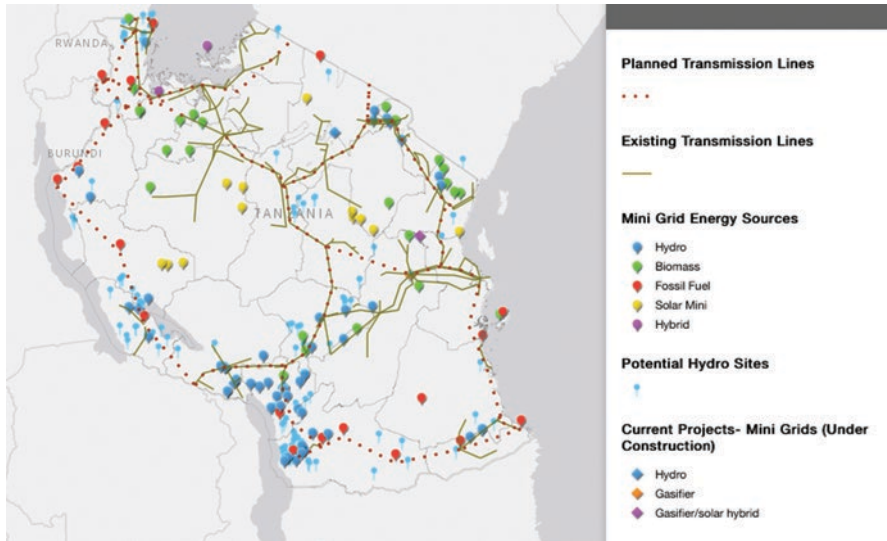 RWANDA
BURUNDI
TANZANIA
Planned Transmission Lines
Existing Transmission Lines
Mini Grid Energy Sources
Hydro
Biomass
Fossil Fuel
Solar Mini
Hybrid
Potential Hydro Sites
Current Projects- Mini Grids (Under
Construction)
Hydro
Gasifier
Gasifier/solar hybrid